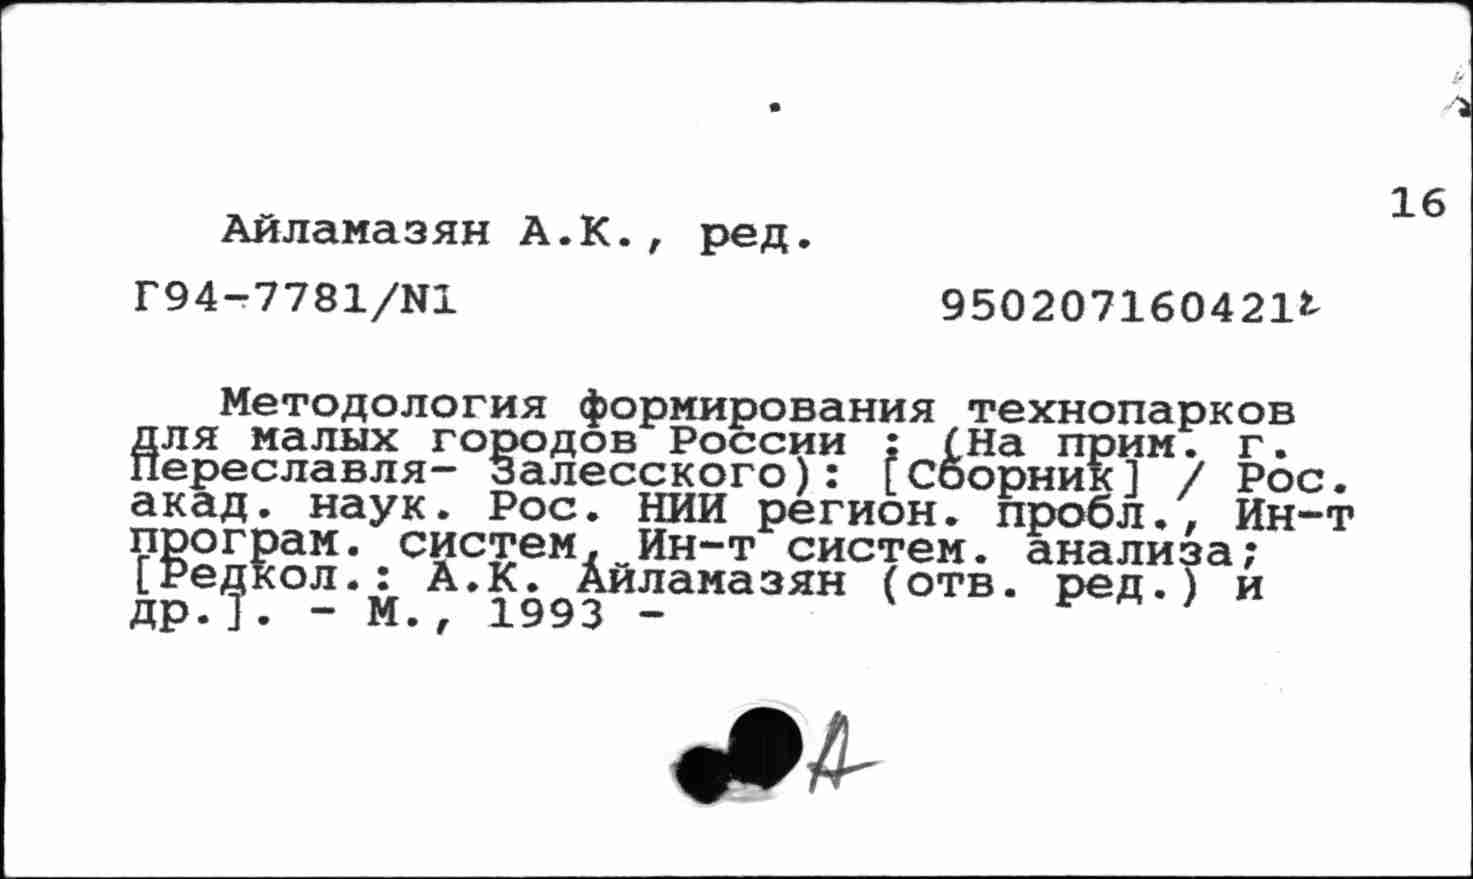 16
Айламазян А.К., ред.
Г94-7781/N1 950207160421
Методология формирования технопарков
для малых городов России : (На прим. г.
Переславля- Залесского): [Сборник] / Рос.
акад. наук. Рос. НИИ регион. пробл., Ин-т
програм. систем, Ин-т систем. анализа;
[Редкол.: А.К. Айламазян (отв. ред.) и
др.]. - М., 1993 -
А